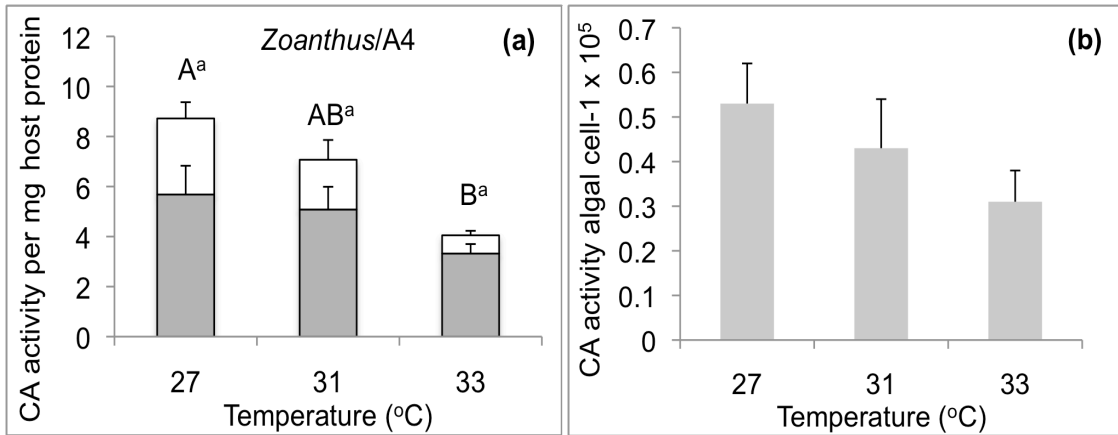 Zoanthus/A4
(a)
CA activity per mg host protein
12
10
8
6
4
2
0
Aᵃ
ABᵃ
Bᵃ
27 31 33
Temperature (ºC)
(b)
CA activity algal cell-1 x 10⁵
0.7
0.6
0.5
0.4
0.3
0.2
0.1
0
27 31 33
Temperature (ºC)